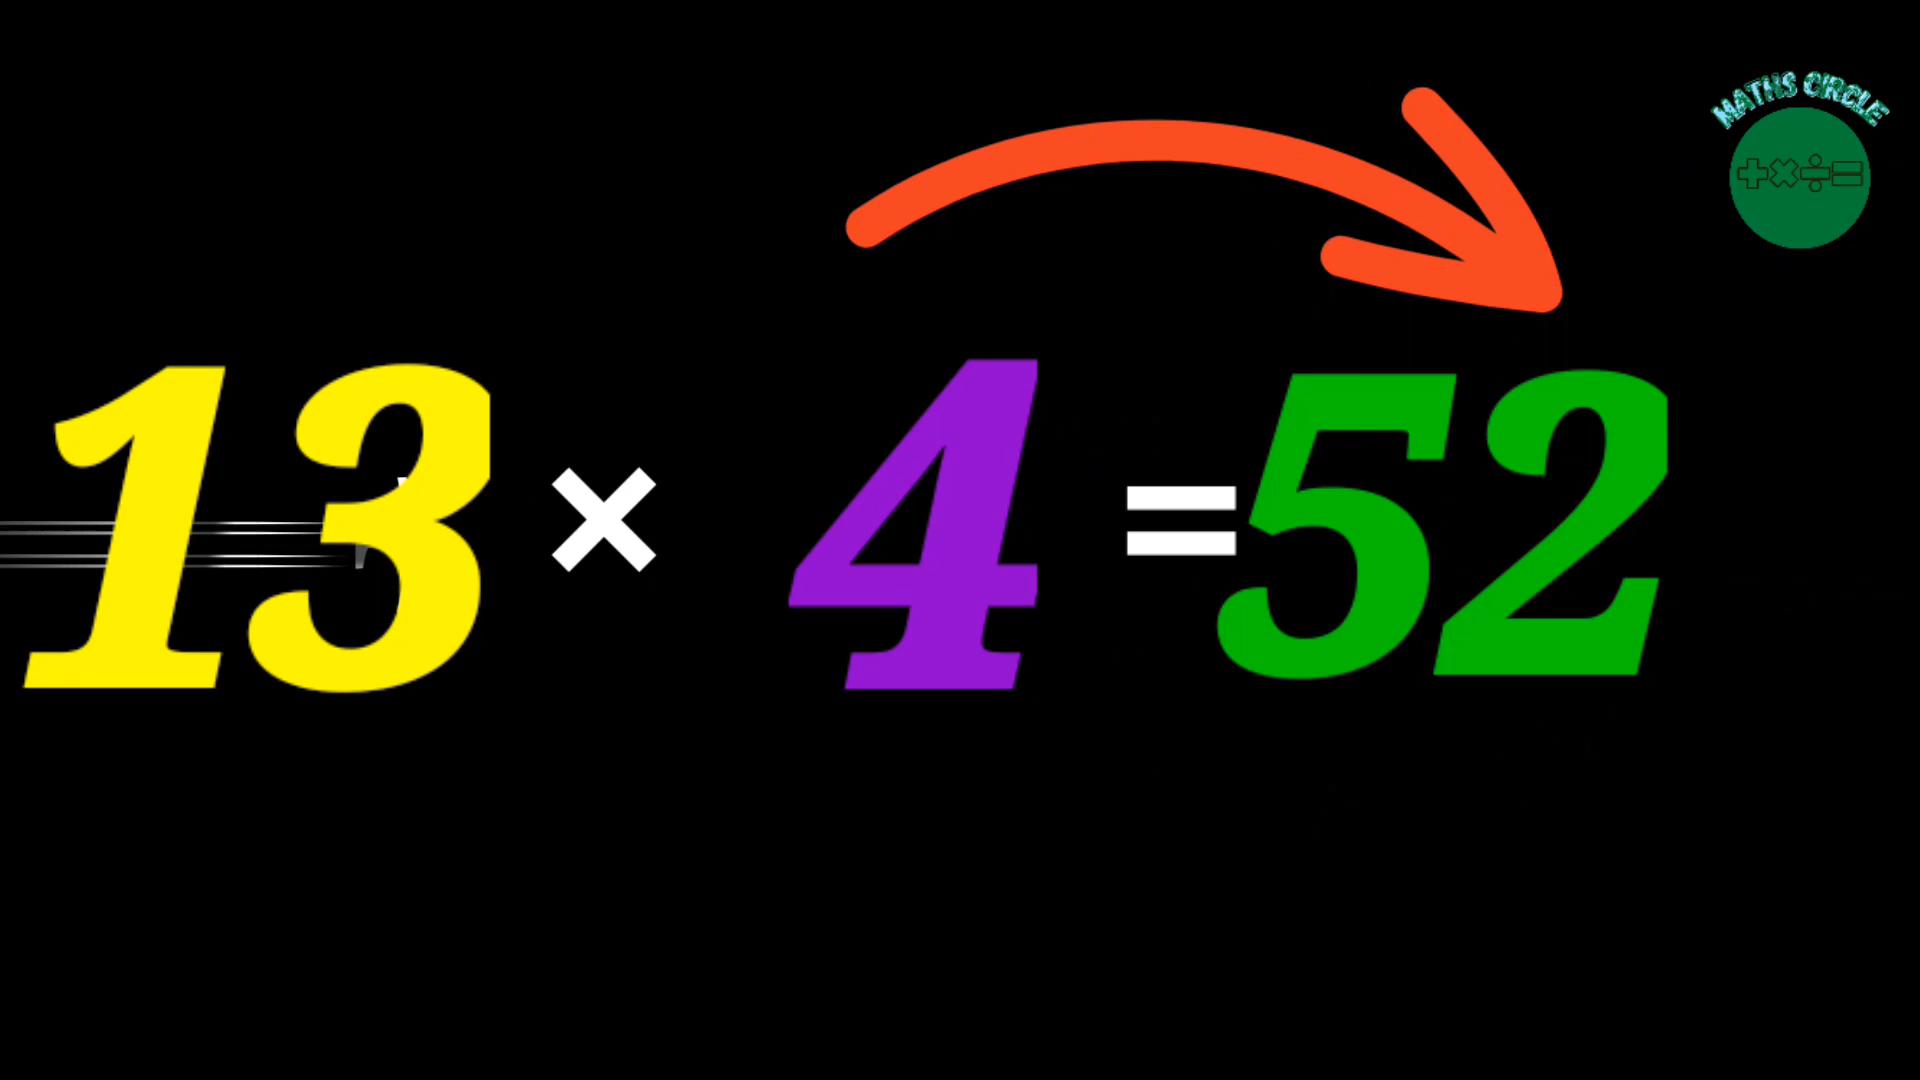 MATHS CIRCLE
+×÷=
13 × 4 = 52